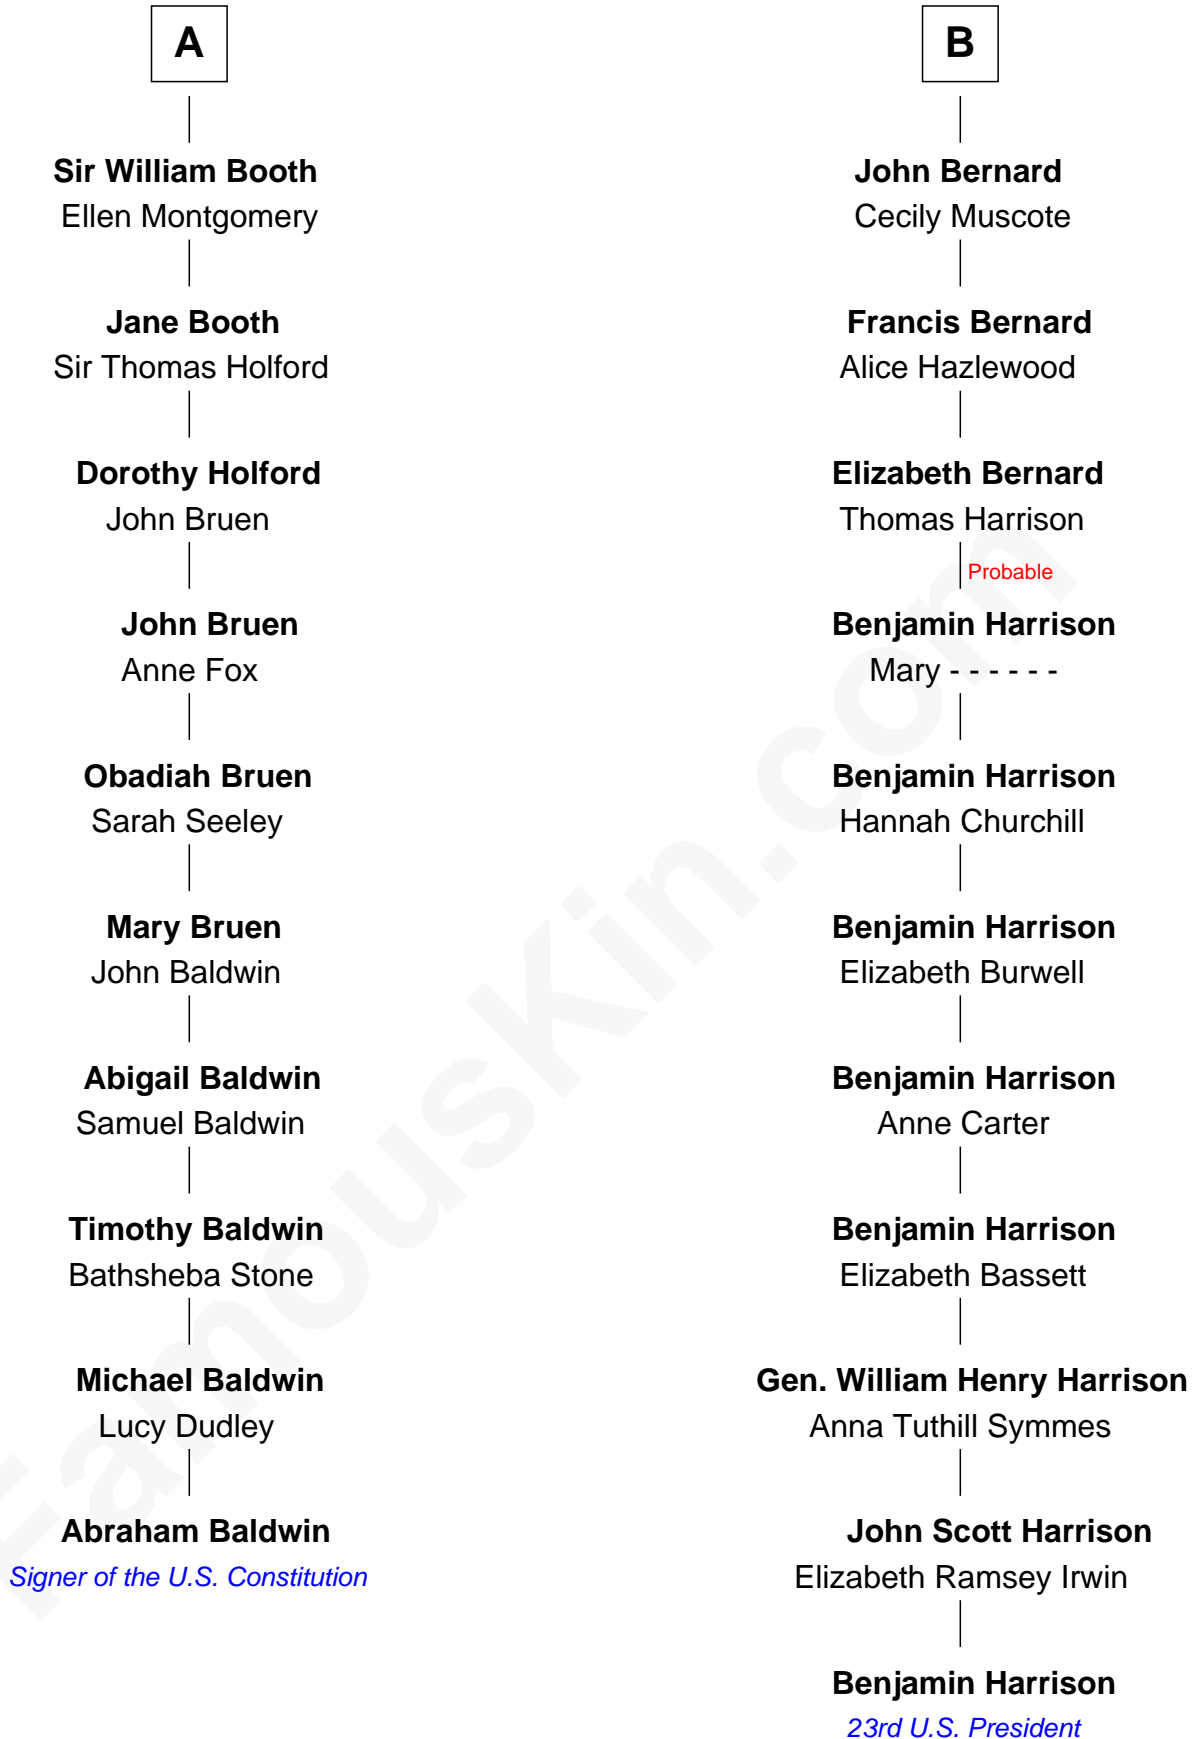 A
Sir William Booth
Ellen Montgomery
Jane Booth
Sir Thomas Holford
Dorothy Holford
John Bruen
John Bruen
Anne Fox
Obadiah Bruen
Sarah Seeley
Mary Bruen
John Baldwin
Abigail Baldwin
Samuel Baldwin
Timothy Baldwin
Bathsheba Stone
Michael Baldwin
Lucy Dudley
Abraham Baldwin
Signer of the U.S. Constitution
B
John Bernard
Cecily Muscote
Francis Bernard
Alice Hazlewood
Elizabeth Bernard
Thomas Harrison
Probable
Benjamin Harrison
Mary - - - - - -
Benjamin Harrison
Hannah Churchill
Benjamin Harrison
Elizabeth Burwell
Benjamin Harrison
Anne Carter
Benjamin Harrison
Elizabeth Bassett
Gen. William Henry Harrison
Anna Tuthill Symmes
John Scott Harrison
Elizabeth Ramsey Irwin
Benjamin Harrison
23rd U.S. President
FamousKin.com